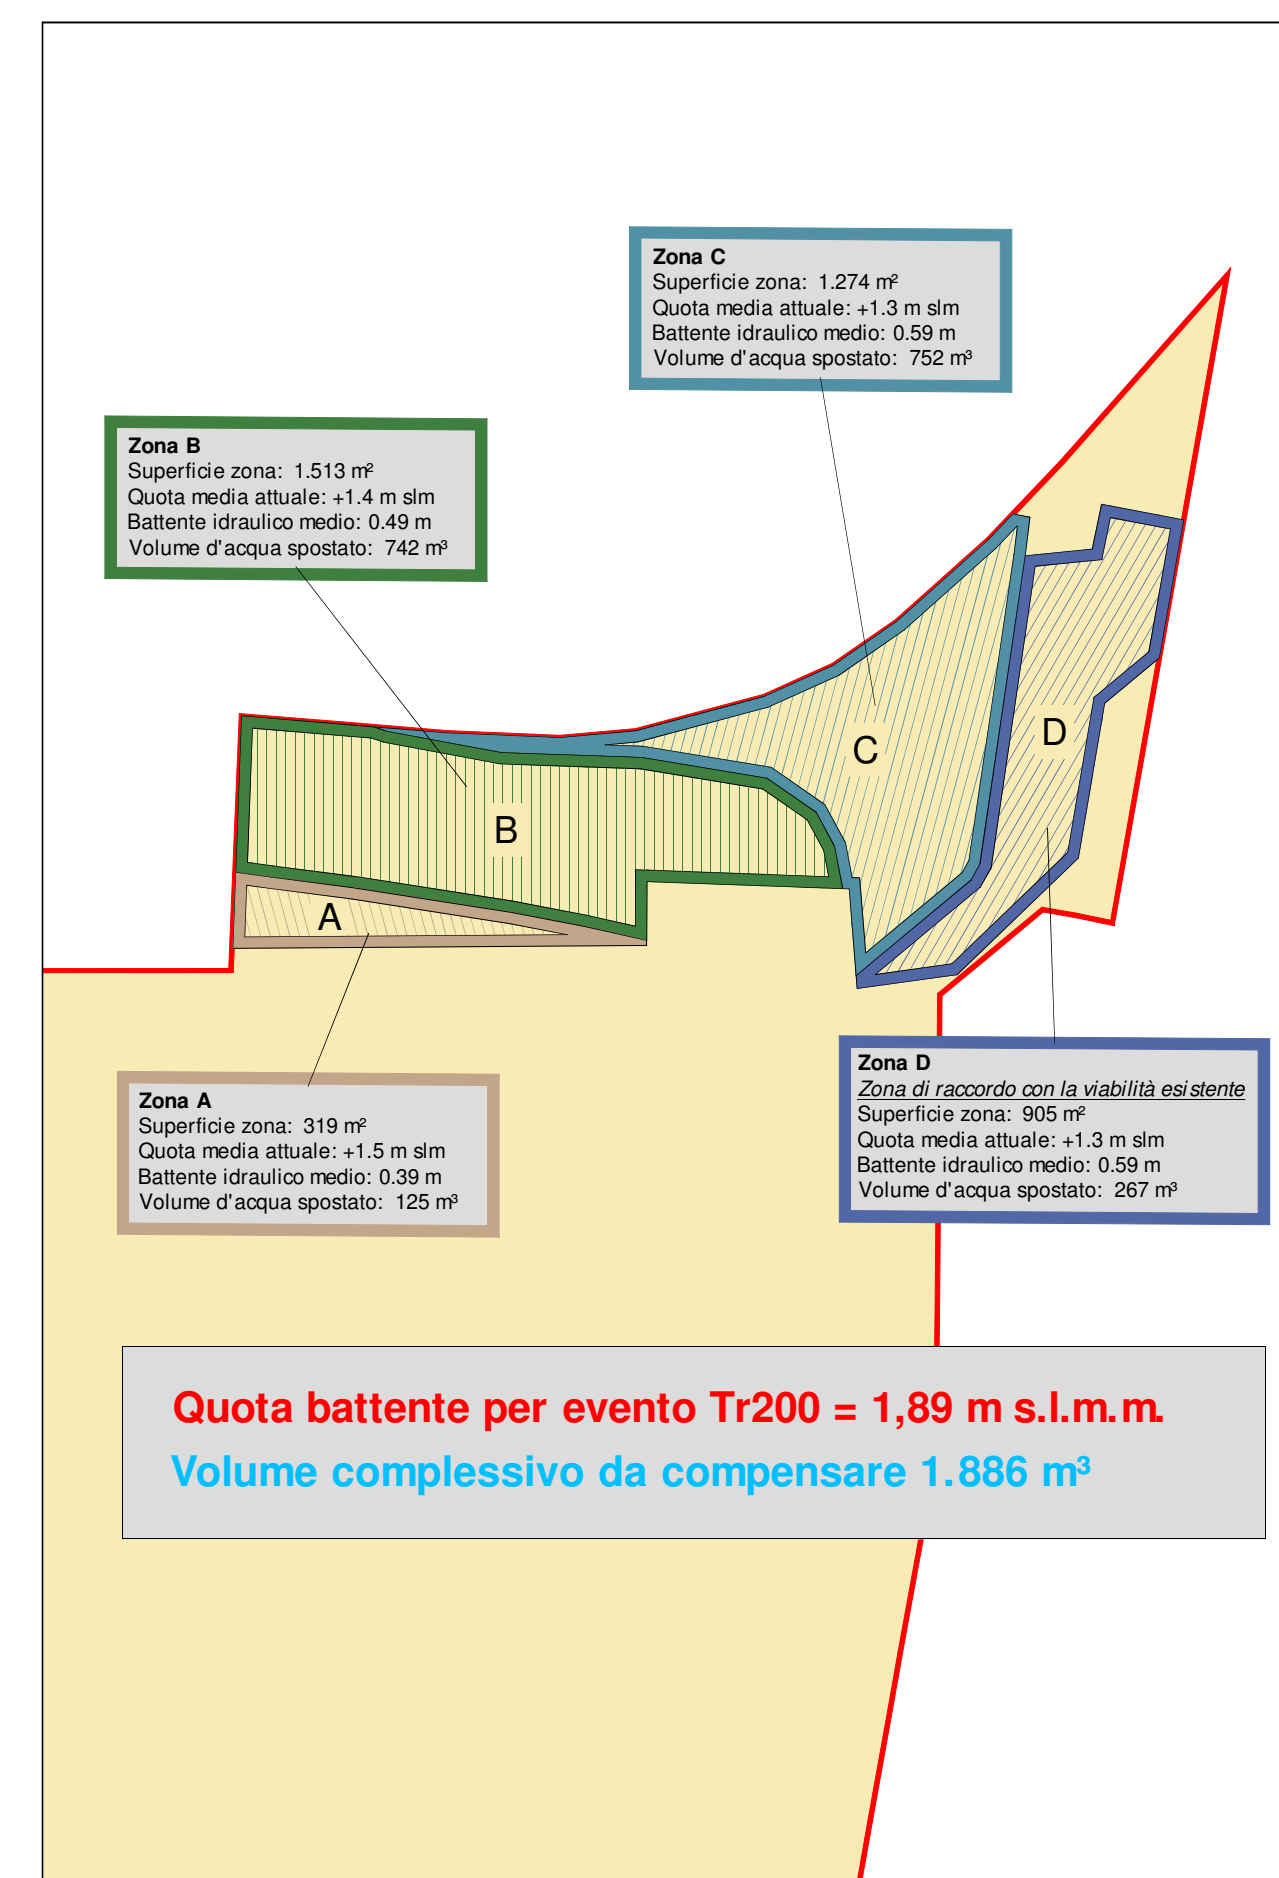 Zona C
Superficie zona: 1.274 m²
Quota media attuale: +1.3 m slm
Battente idraulico medio: 0.59 m
Volume d'acqua spostato: 752 m³
Zona B
Superficie zona: 1.513 m²
Quota media attuale: +1.4 m slm
Battente idraulico medio: 0.49 m
Volume d'acqua spostato: 742 m³
D
C
B
A
Zona D
Zona di raccordo con la viabilità esistente
Superficie zona: 905 m²
Quota media attuale: +1.3 m slm
Battente idraulico medio: 0.59 m
Volume d'acqua spostato: 267 m³
Zona A
Superficie zona: 319 m²
Quota media attuale: +1.5 m slm
Battente idraulico medio: 0.39 m
Volume d'acqua spostato: 125 m³
Quota battente per evento Tr200 = 1,89 m s.l.m.m.
Volume complessivo da compensare 1.886 m³